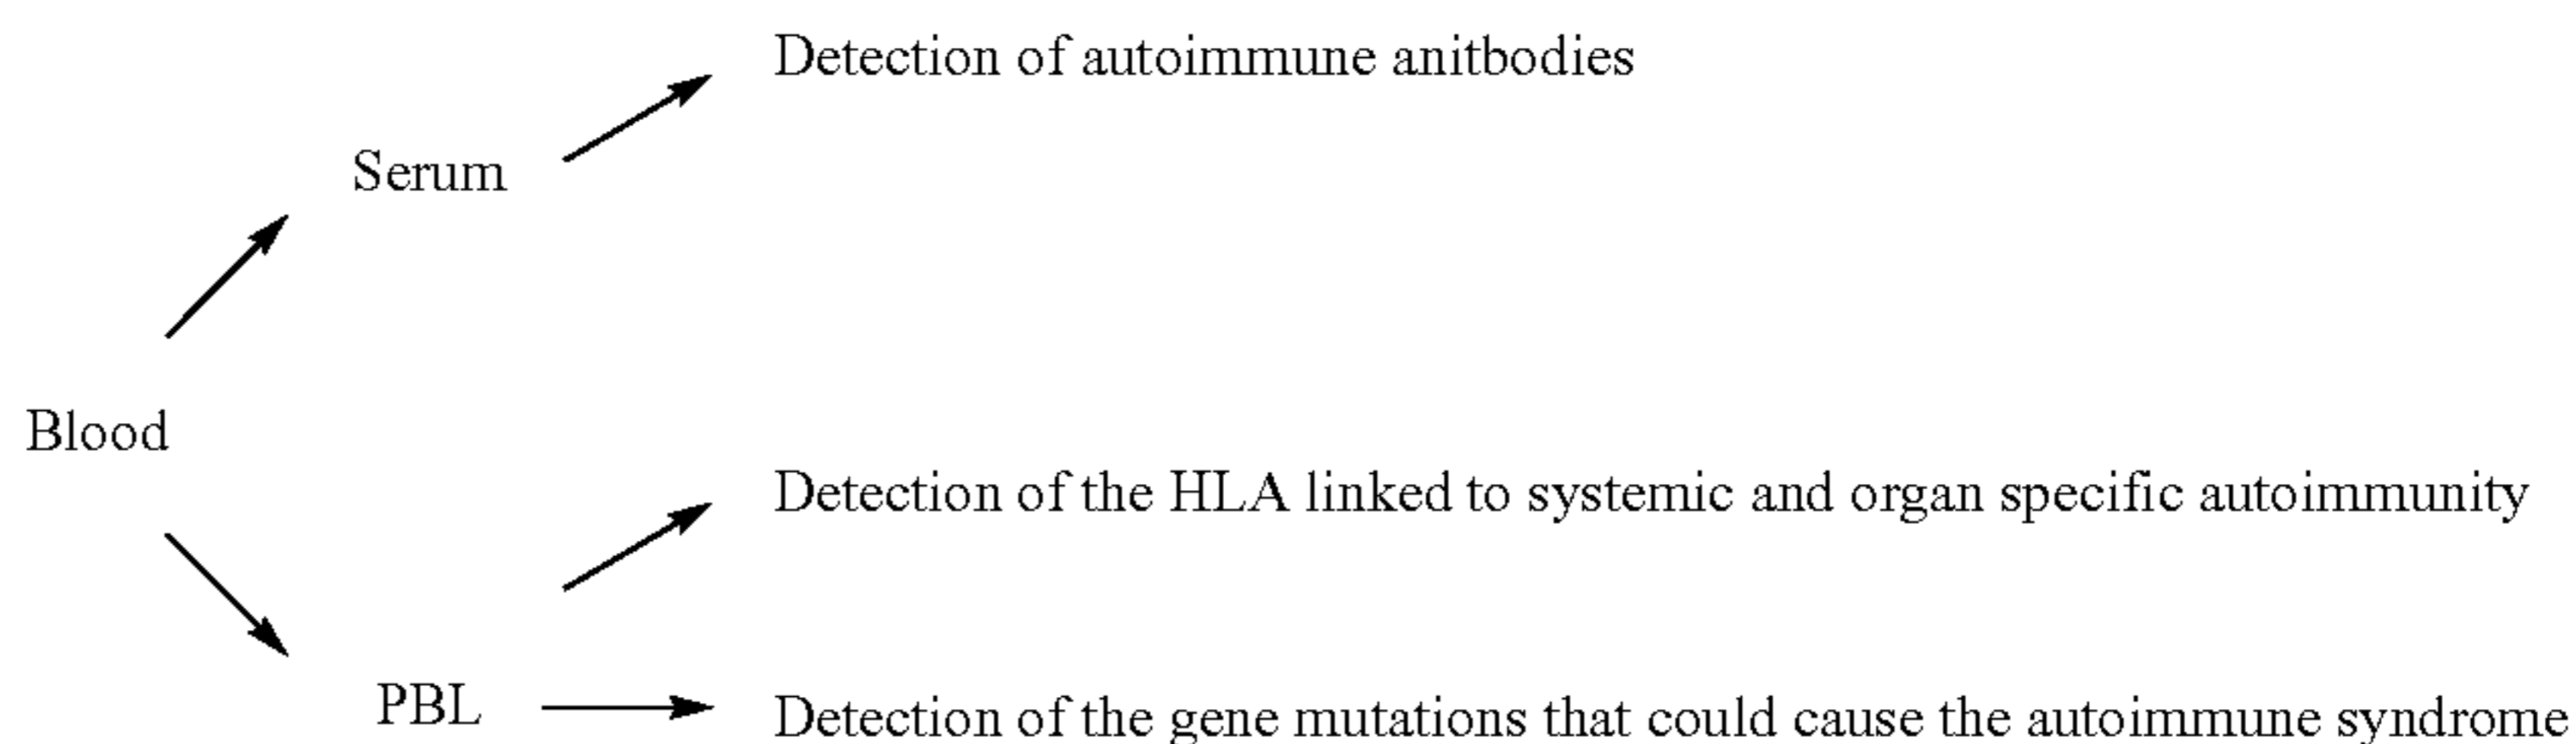 Detection of autoimmune anitbodies
Serum
Blood
Detection of the HLA linked to systemic and organ specific autoimmunity
PBL
Detection of the gene mutations that could cause the autoimmune syndrome